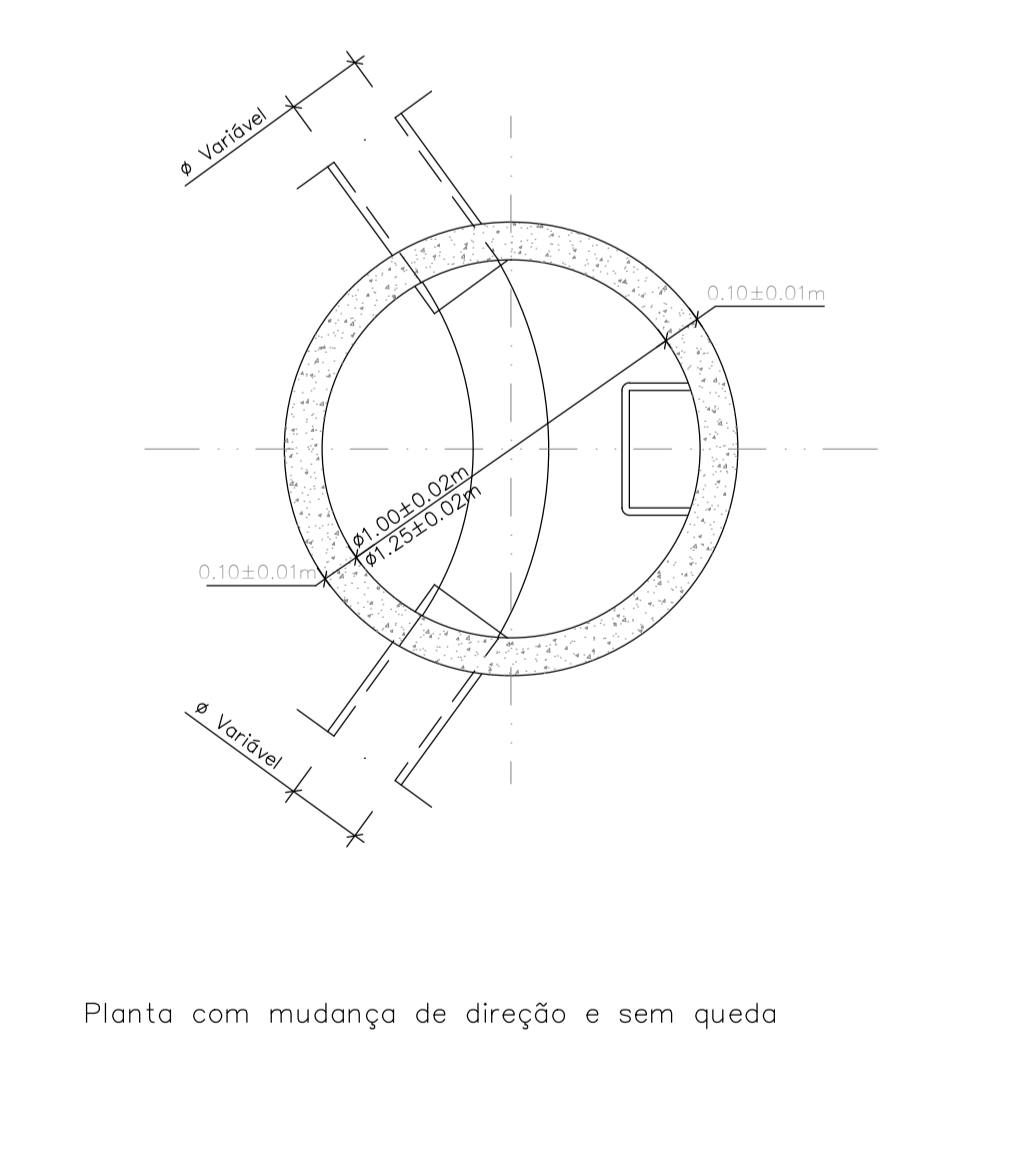 ø Variável
0.10±0.01m
ø1.00±0.02m
ø1.25±0.02m
0.10±0.01m
ø Variável
Planta com mudança de direção e sem queda